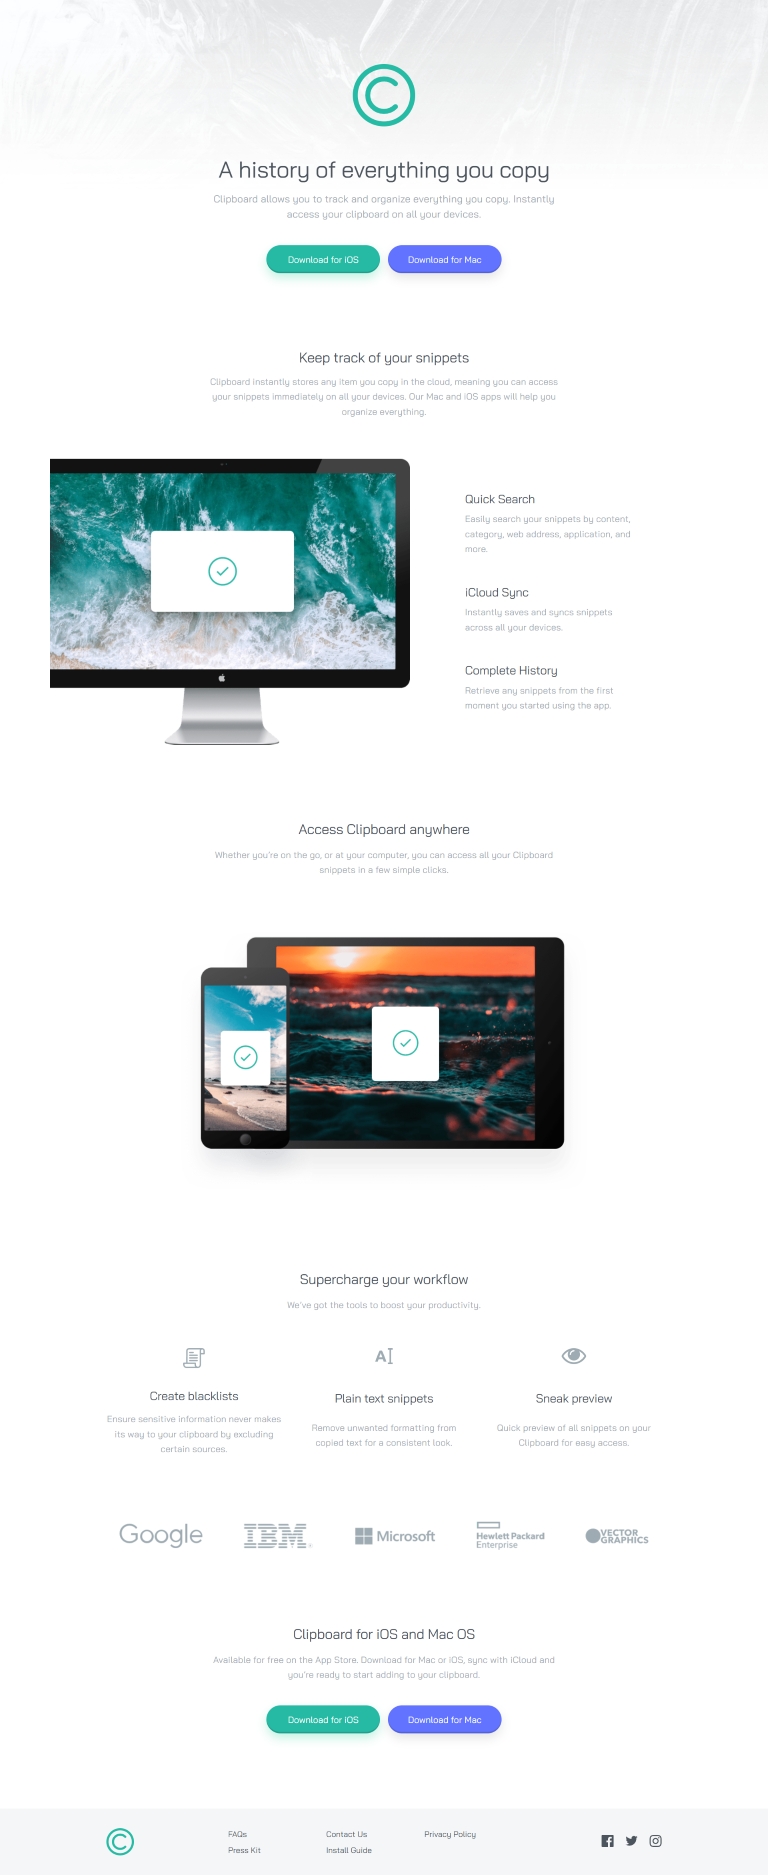 A history of everything you copy
Clipboard allows you to track and organize everything you copy. Instantly
access your clipboard on all your devices.
Download for iOS
Download for Mac
Keep track of your snippets
Clipboard instantly stores any item you copy in the cloud, meaning you can access
your snippets immediately on all your devices. Our Mac and iOS apps will help you
organize everything.
Quick Search
Easily search your snippets by content,
category, web address, application, and
more.
iCloud Sync
Instantly saves and syncs snippets
across all your devices.
Complete History
Retrieve any snippets from the first
moment you started using the app.
Access Clipboard anywhere
Whether you're on the go, or at your computer, you can access all your Clipboard
snippets in a few simple clicks.
Supercharge your workflow
We've got the tools to boost your productivity.
Create blacklists
Ensure sensitive information never makes
its way to your clipboard by excluding
certain sources.
Plain text snippets
Remove unwanted formatting from
copied text for a consistent look.
Sneak preview
Quick preview of all snippets on your
Clipboard for easy access.
Google
IBM
Microsoft
Hewlett Packard
Enterprise
VECTOR
GRAPHICS
Clipboard for iOS and Mac OS
Available for free on the App Store. Download for Mac or iOS, sync with iCloud and
you're ready to start adding to your clipboard.
Download for iOS
Download for Mac
FAQs
Press Kit
Contact Us
Install Guide
Privacy Policy